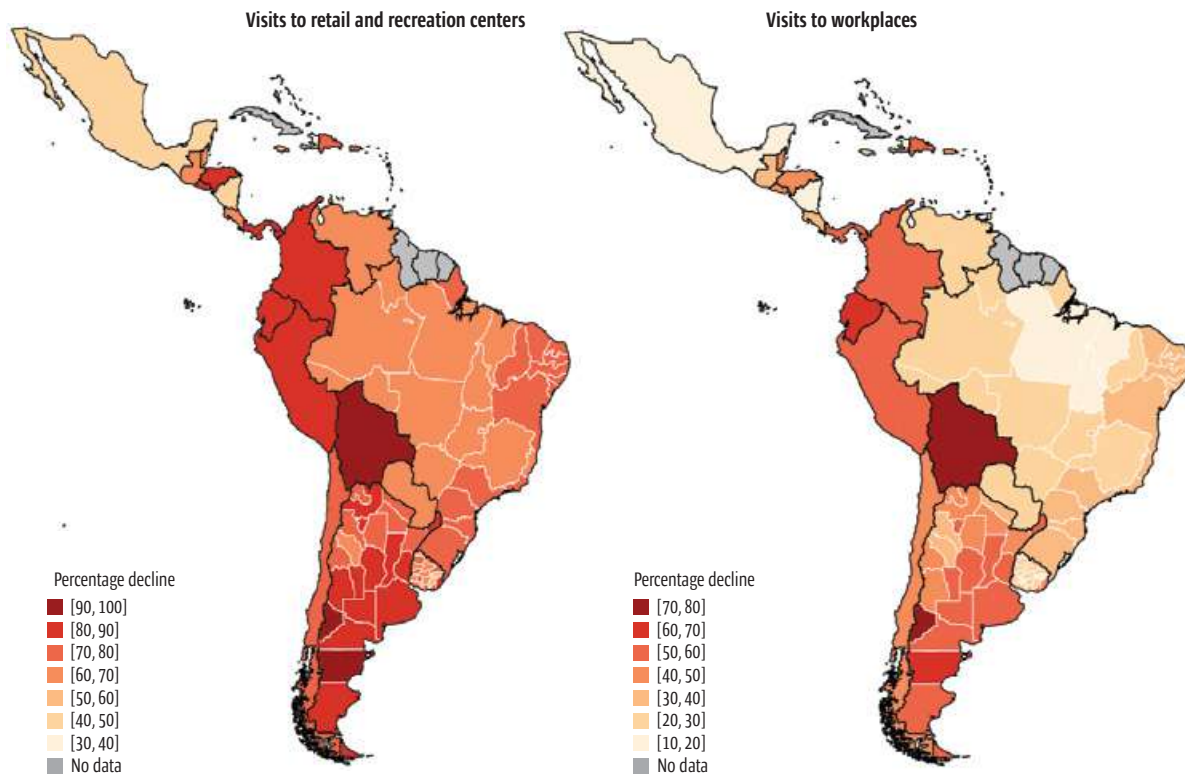 Visits to retail and recreation centers
Visits to workplaces
Percentage decline
[90, 100]
[80, 90]
[70, 80]
[60, 70]
[50, 60]
[40, 50]
[30, 40]
No data
Percentage decline
[70, 80]
[60, 70]
[50, 60]
[40, 50]
[30, 40]
[20, 30]
[10, 20]
No data